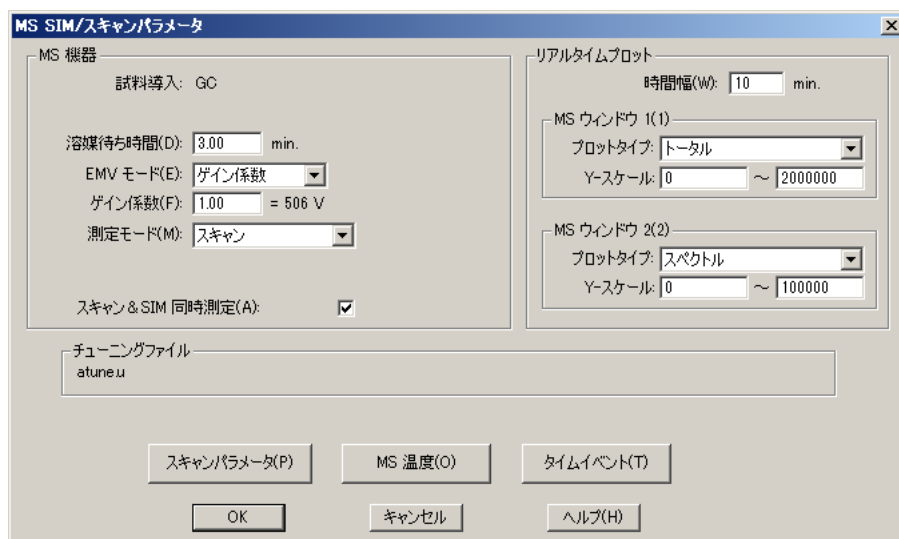 MS SIM/スキャンパラメータ
MS 機器
試料導入: GC
溶媒待ち時間(D): 3.00 min.
EMV モード(E): ゲイン係数
ゲイン係数(F): 1.00 = 506 V
測定モード(M): スキャン
スキャン&SIM 同時測定(A):
リアルタイムプロット
時間幅(W): 10 min.
MS ウィンドウ 1(1)
プロットタイプ: トータル
Y-スケール: 0 ~ 2000000
MS ウィンドウ 2(2)
プロットタイプ: スペクトル
Y-スケール: 0 ~ 100000
チューニングファイル
atune.u
スキャンパラメータ(P) MS 温度(O) タイムイベント(T)
OK キャンセル ヘルプ(H)